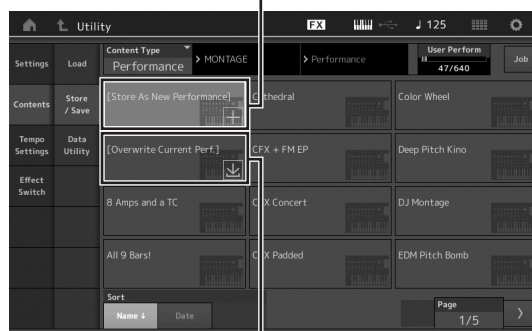 Utility
FX
♩ 125
Settings
Load
Content Type
Performance
> MONTAGE
> Performance
User Perform
47/640
Job
Contents
Store / Save
[Store As New Performance]
Cathedral
Color Wheel
Tempo Settings
Data Utility
[Overwrite Current Perf.]
CFX + FM EP
Deep Pitch Kino
Effect Switch
8 Amps and a TC
CFX Concert
DJ Montage
All 9 Bars!
CFX Padded
EDM Pitch Bomb
Sort
Name ↓
Date
Page
1/5